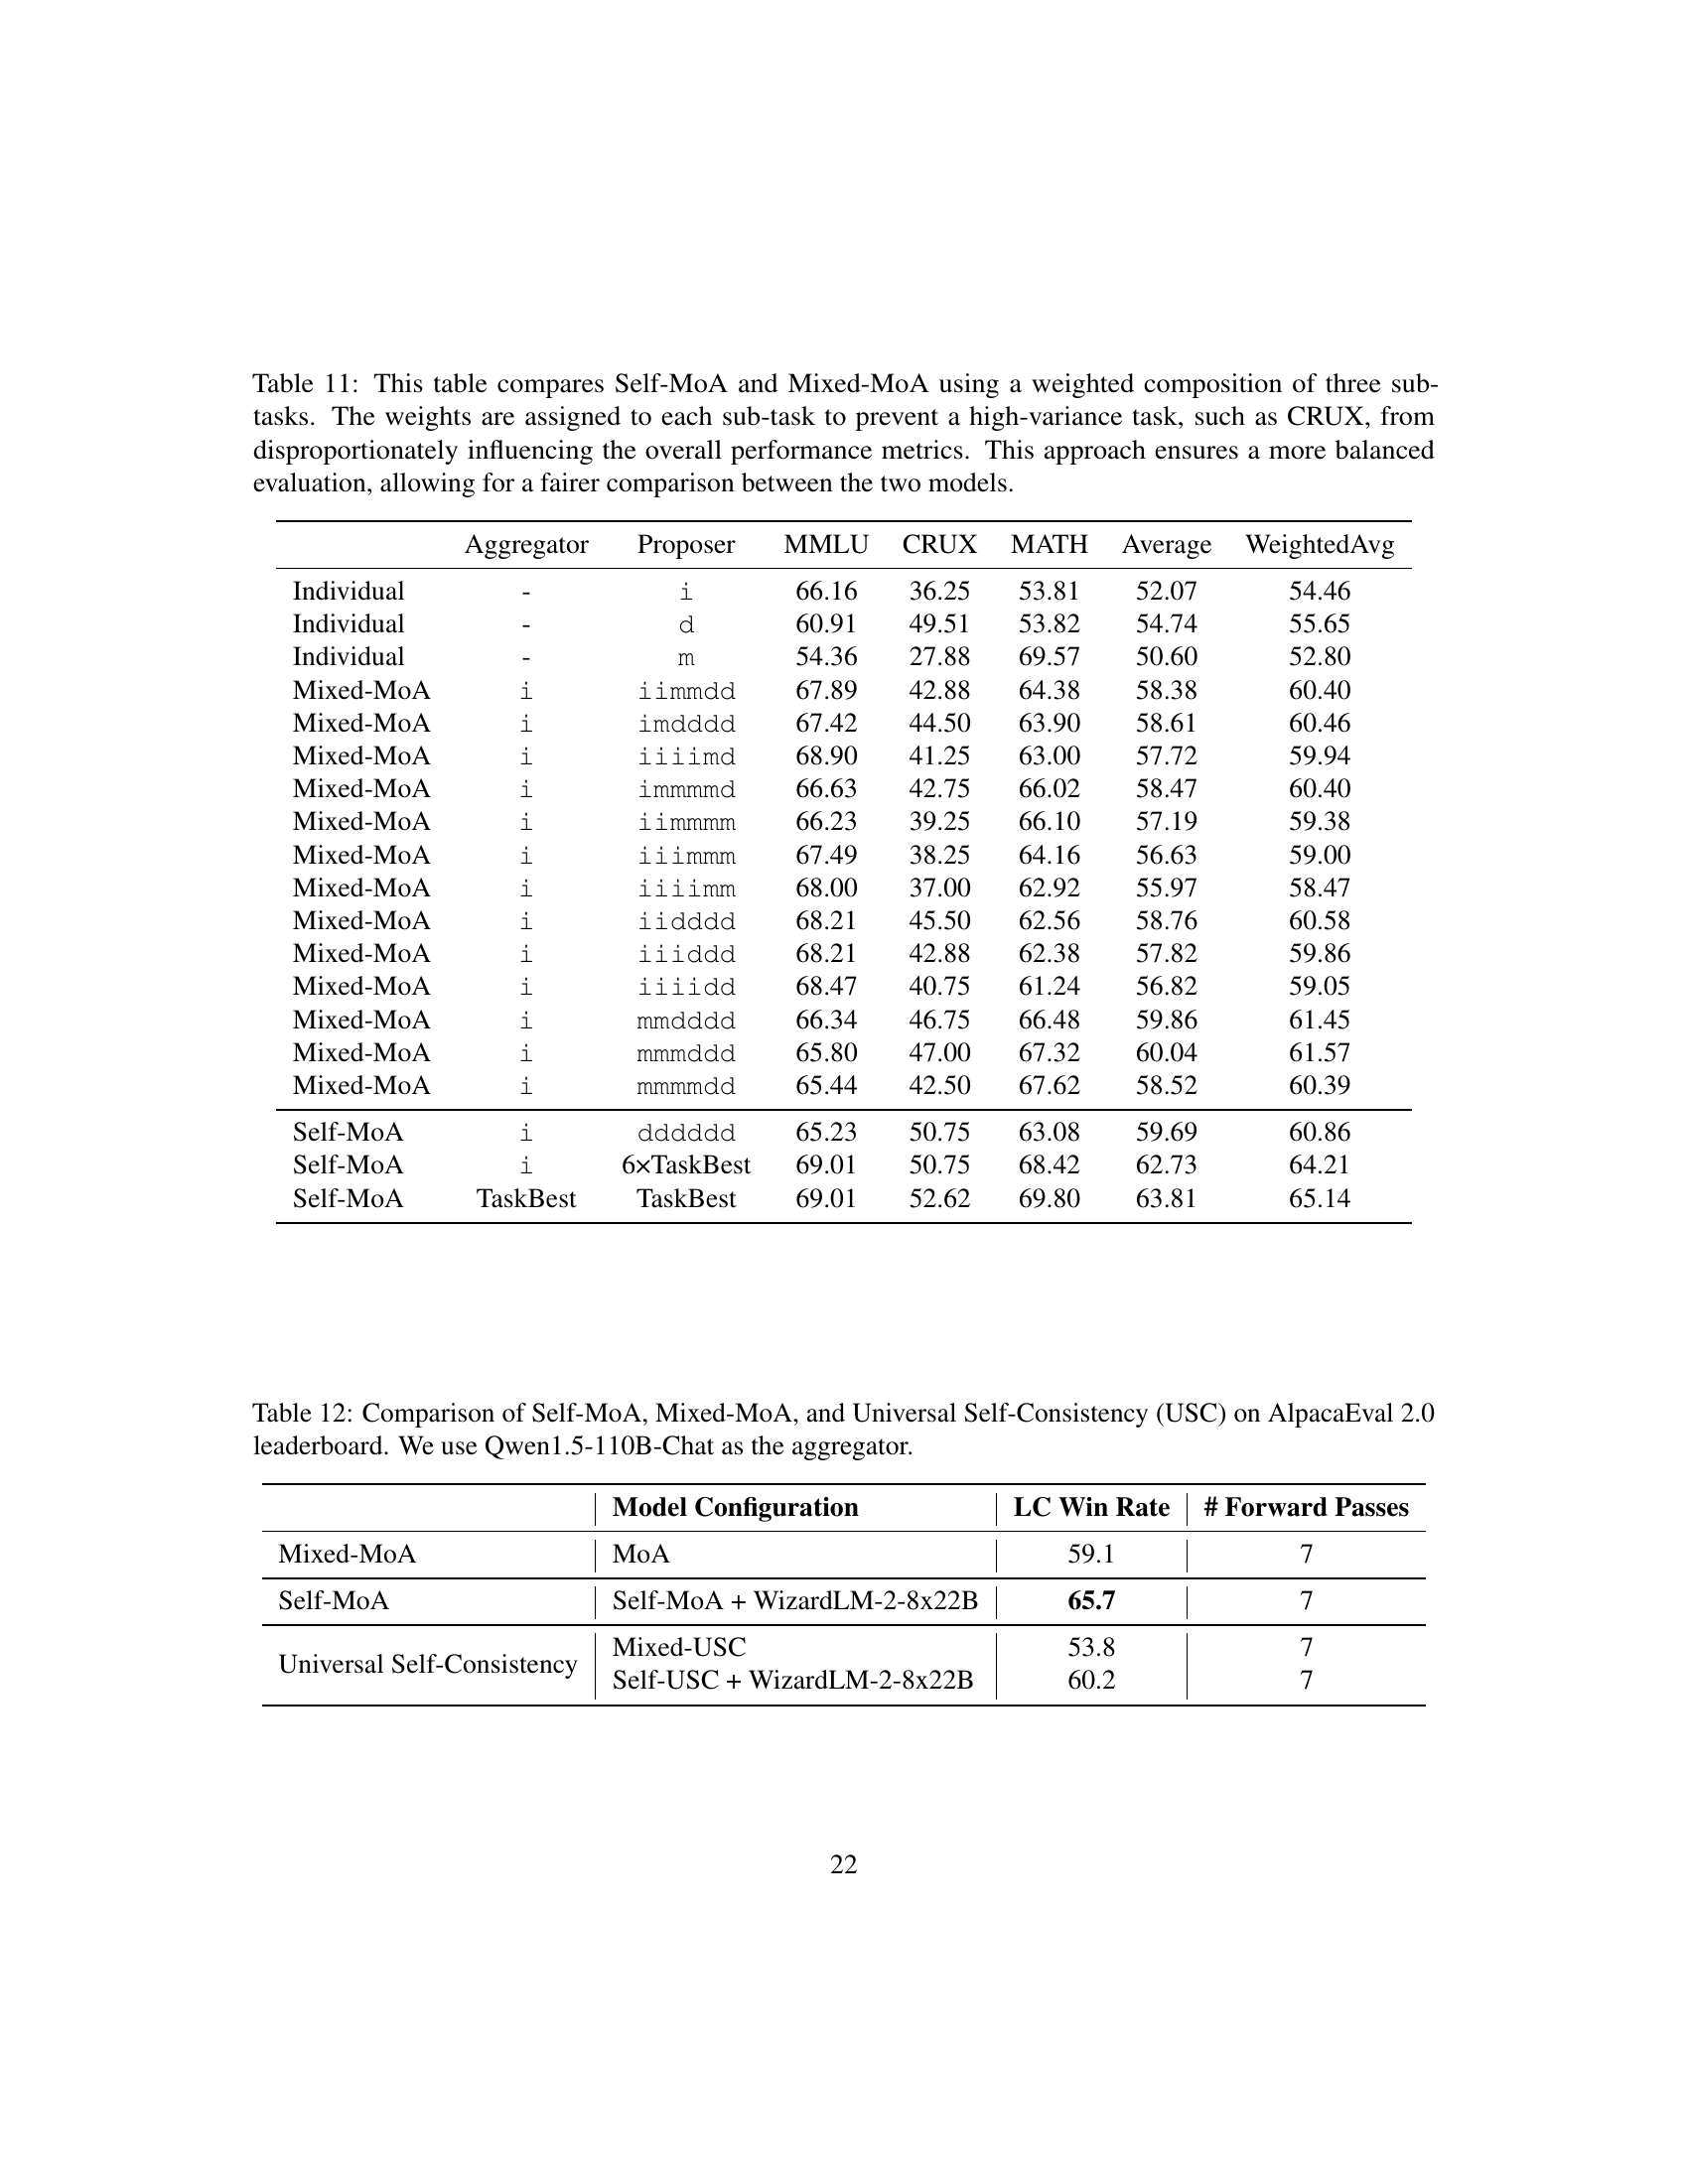 Table 11: This table compares Self-MoA and Mixed-MoA using a weighted composition of three sub-
tasks. The weights are assigned to each sub-task to prevent a high-variance task, such as CRUX, from
disproportionately influencing the overall performance metrics. This approach ensures a more balanced
evaluation, allowing for a fairer comparison between the two models.
Aggregator Proposer MMLU CRUX MATH Average WeightedAvg
Individual - i 66.16 36.25 53.81 52.07 54.46
Individual - d 60.91 49.51 53.82 54.74 55.65
Individual - m 54.36 27.88 69.57 50.60 52.80
Mixed-MoA i iimmdd 67.89 42.88 64.38 58.38 60.40
Mixed-MoA i imdddd 67.42 44.50 63.90 58.61 60.46
Mixed-MoA i iiiimd 68.90 41.25 63.00 57.72 59.94
Mixed-MoA i immmmd 66.63 42.75 66.02 58.47 60.40
Mixed-MoA i iimmmm 66.23 39.25 66.10 57.19 59.38
Mixed-MoA i iiimmm 67.49 38.25 64.16 56.63 59.00
Mixed-MoA i iiiimm 68.00 37.00 62.92 55.97 58.47
Mixed-MoA i iidddd 68.21 45.50 62.56 58.76 60.58
Mixed-MoA i iiiddd 68.21 42.88 62.38 57.82 59.86
Mixed-MoA i iiiidd 68.47 40.75 61.24 56.82 59.05
Mixed-MoA i mmdddd 66.34 46.75 66.48 59.86 61.45
Mixed-MoA i mmmddd 65.80 47.00 67.32 60.04 61.57
Mixed-MoA i mmmmdd 65.44 42.50 67.62 58.52 60.39
Self-MoA i dddddd 65.23 50.75 63.08 59.69 60.86
Self-MoA i 6×TaskBest 69.01 50.75 68.42 62.73 64.21
Self-MoA TaskBest TaskBest 69.01 52.62 69.80 63.81 65.14
Table 12: Comparison of Self-MoA, Mixed-MoA, and Universal Self-Consistency (USC) on AlpacaEval 2.0
leaderboard. We use Qwen1.5-110B-Chat as the aggregator.
Model Configuration LC Win Rate # Forward Passes
Mixed-MoA MoA 59.1 7
Self-MoA Self-MoA + WizardLM-2-8x22B 65.7 7
Universal Self-Consistency Mixed-USC 53.8 7
Self-USC + WizardLM-2-8x22B 60.2 7
22